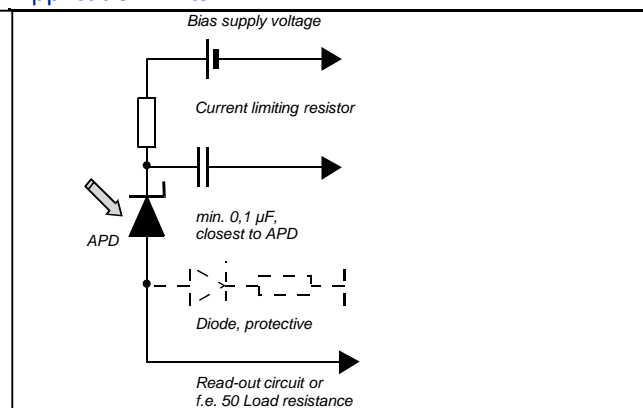 Bias supply voltage
Current limiting resistor
min. 0,1 µF,
closest to APD
APD
Diode, protective
Read-out circuit or
f.e. 50 Load resistance